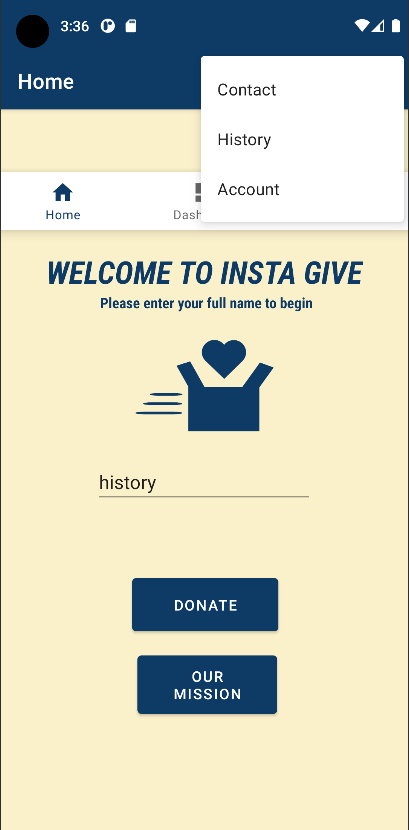 3:36
Home
Contact
History
Account
Home
WELCOME TO INSTA GIVE
Please enter your full name to begin
history
DONATE
OUR
MISSION